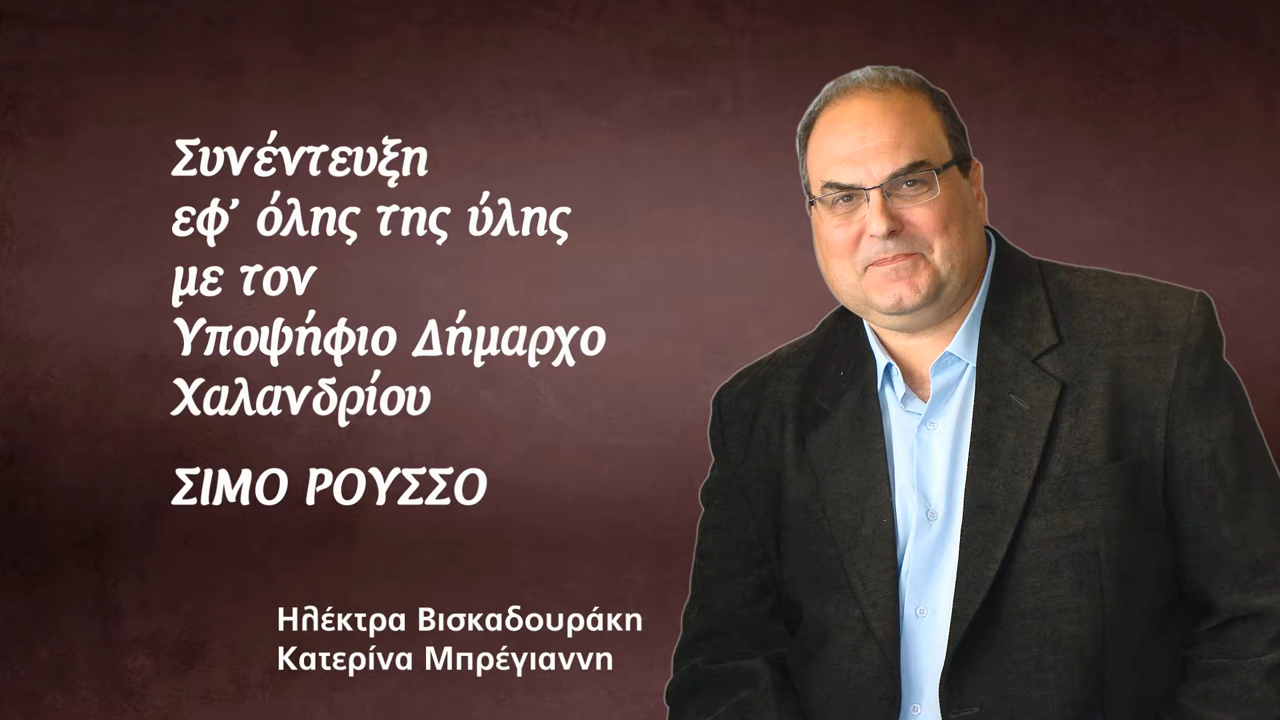 Συνέντευξη
εφ’ όλης της ύλης
με τον
Υποψήφιο Δήμαρχο
Χαλανδρίου
ΣΙΜΟ ΡΟΥΣΣΟ
Ηλέκτρα Βισκαδουράκη
Κατερίνα Μπρέγιαννη